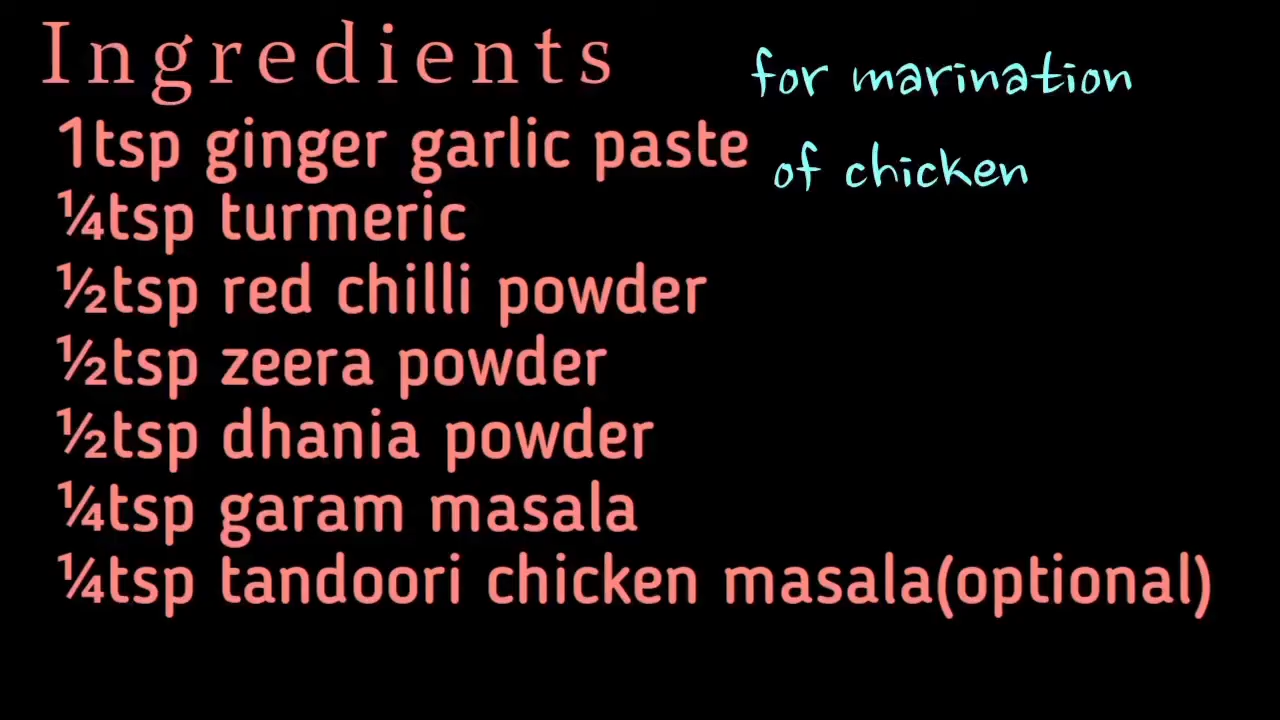 Ingredients
for marination
of chicken
1tsp ginger garlic paste
¼tsp turmeric
½tsp red chilli powder
½tsp zeera powder
½tsp dhania powder
¼tsp garam masala
¼tsp tandoori chicken masala(optional)